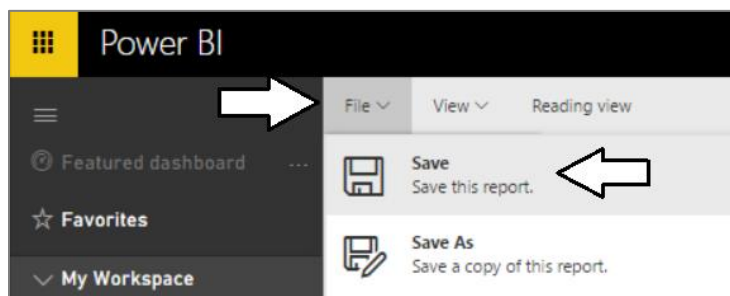 Power BI
File View Reading view
Featured dashboard ...
Save
Save this report.
Favorites
Save As
Save a copy of this report.
My Workspace